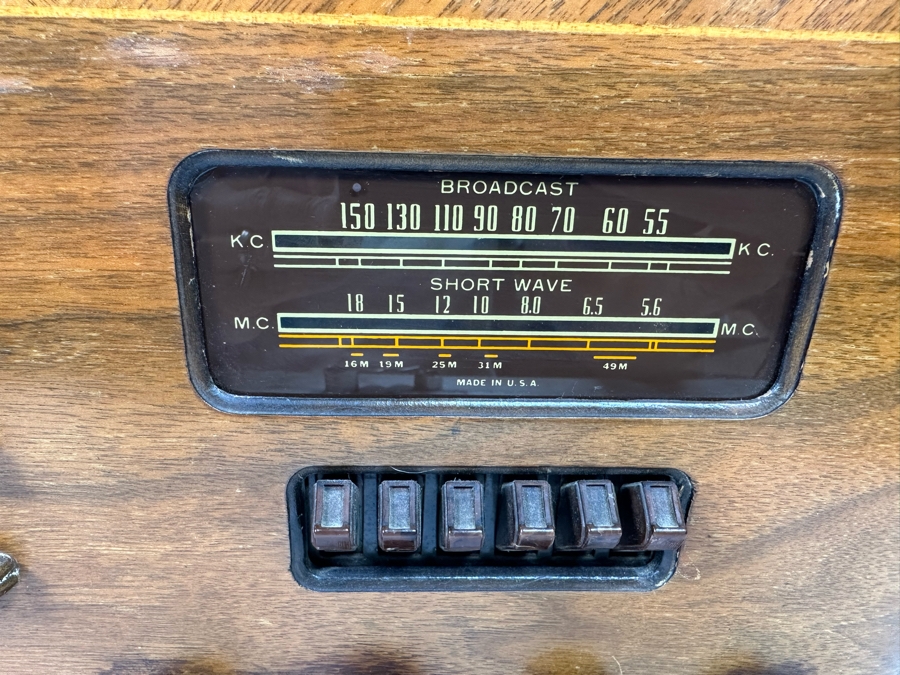 BROADCAST
150 130 110 90 80 70 60 55
K.C. K C.
SHORT WAVE
18 15 12 10 8.0 6.5 5.6
M.C. M.C.
16M 19M 25M 31M 49M
MADE IN U.S.A.